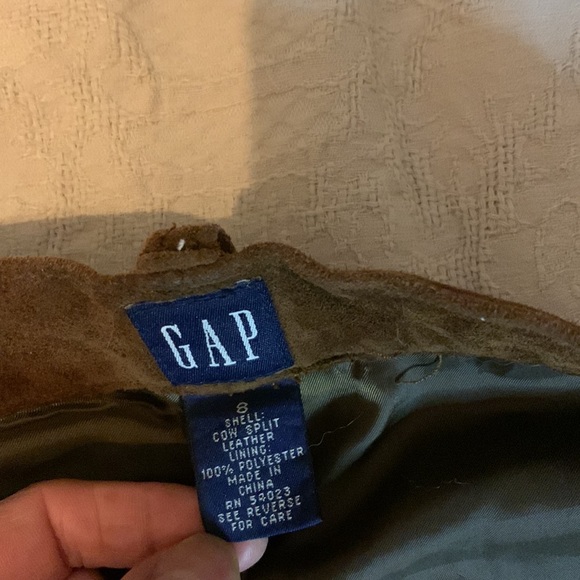 GAP
8
SHELL:
COW SPLIT
LEATHER
LINING:
100% POLYESTER
MADE IN
CHINA
RN 54023
SEE REVERSE
FOR CARE